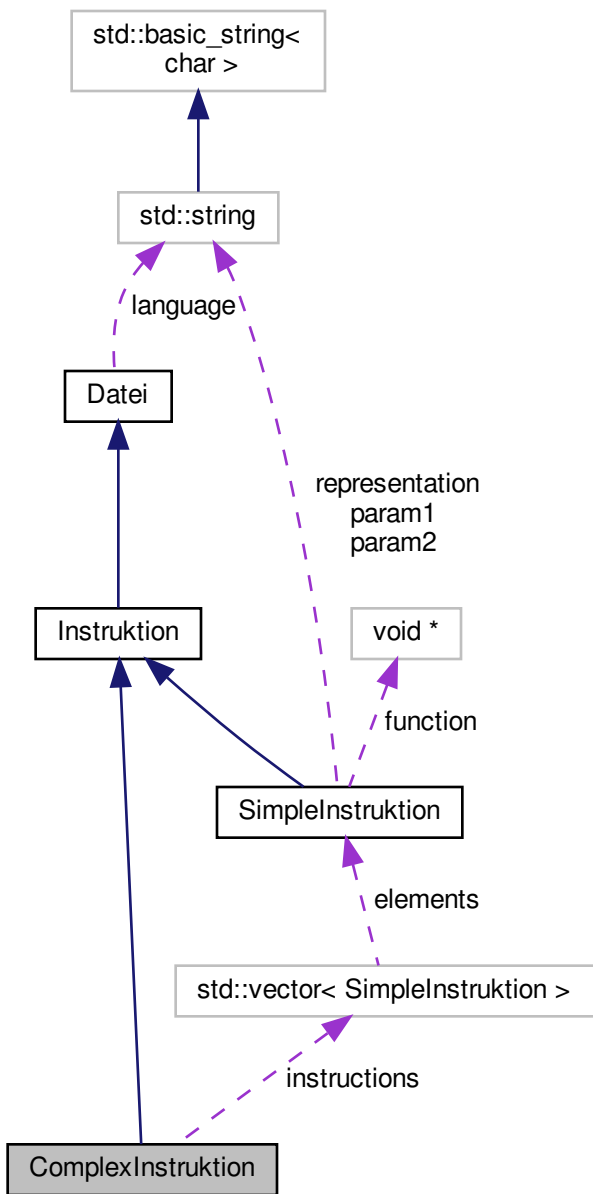 std::basic_string<
char >
std::string
language
Datei
representation
param1
param2
Instruktion
void *
function
SimpleInstruktion
elements
std::vector< SimpleInstruktion >
instructions
ComplexInstruktion